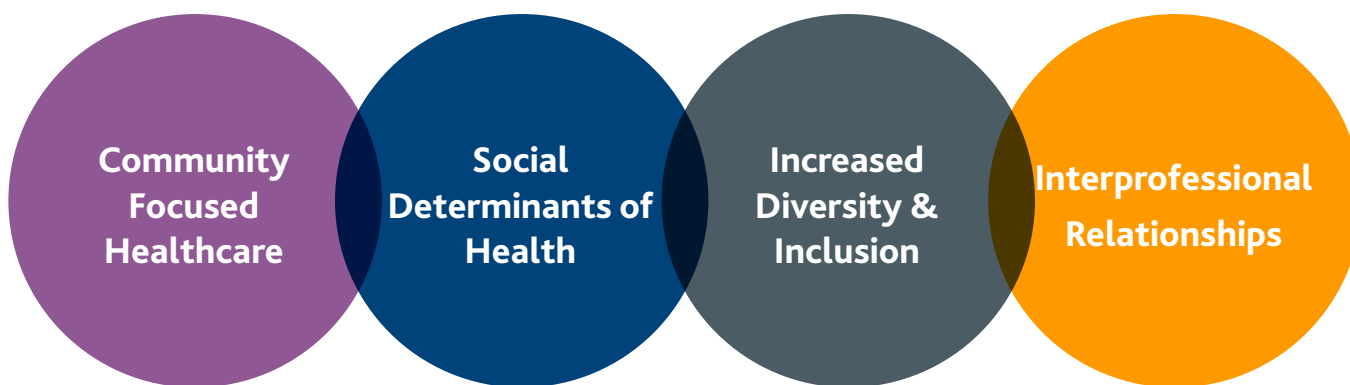 Community
Focused
Healthcare
Social
Determinants of
Health
Increased
Diversity &
Inclusion
Interprofessional
Relationships